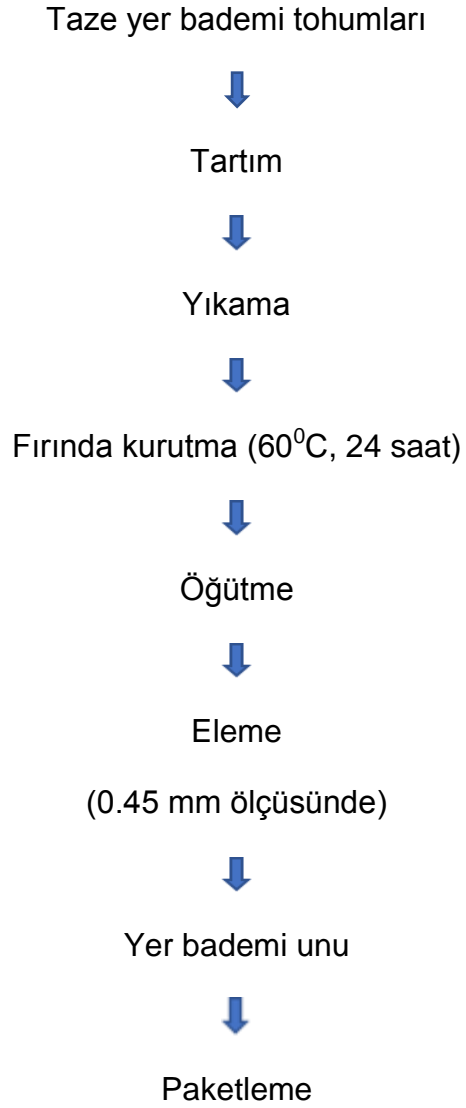 Taze yer bademi tohumları
Tartım
Yıkama
Fırında kurutma (60⁰C, 24 saat)
Öğütme
Eleme
(0.45 mm ölçüsünde)
Yer bademi unu
Paketleme